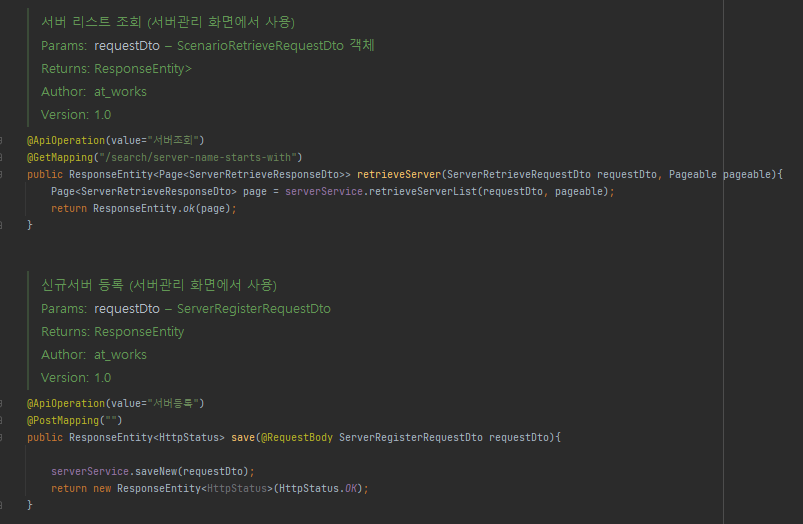 서버 리스트 조회 (서버관리 화면에서 사용)
Params: requestDto – ScenarioRetrieveRequestDto 객체
Returns: ResponseEntity>
Author: at_works
Version: 1.0
@ApiOperation(value="서버조회")
@GetMapping("/search/server-name-starts-with")
public ResponseEntity<Page<ServerRetrieveResponseDto>> retrieveServer(ServerRetrieveRequestDto requestDto, Pageable pageable){
Page<ServerRetrieveResponseDto> page = serverService.retrieveServerList(requestDto, pageable);
return ResponseEntity.ok(page);
}
신규서버 등록 (서버관리 화면에서 사용)
Params: requestDto – ServerRegisterRequestDto
Returns: ResponseEntity
Author: at_works
Version: 1.0
@ApiOperation(value="서버등록")
@PostMapping("")
public ResponseEntity<HttpStatus> save(@RequestBody ServerRegisterRequestDto requestDto){
serverService.saveNew(requestDto);
return new ResponseEntity<HttpStatus>(HttpStatus.OK);
}